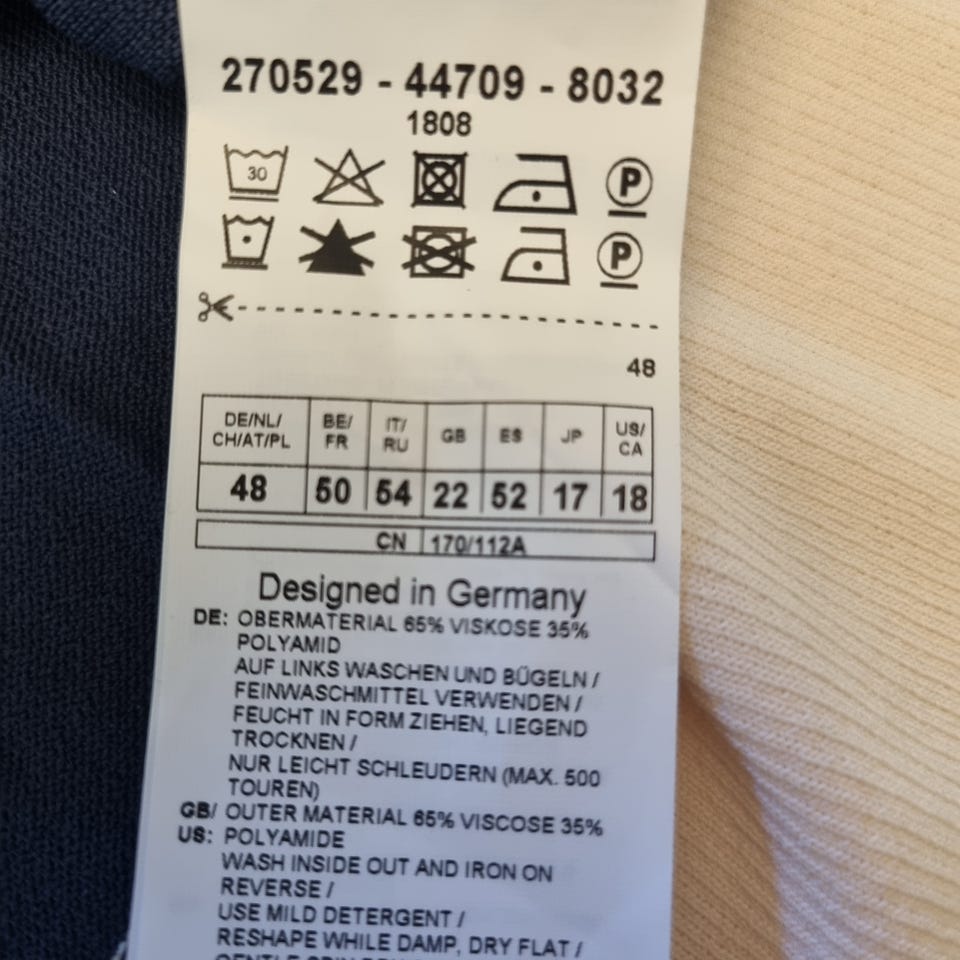 270529 - 44709 - 8032
1808
30 P
P
48
DE/NL/CH/AT/PL BE/FR IT/RU GB ES JP US/CA
48 50 54 22 52 17 18
CN 170/112A
Designed in Germany
DE: OBERMATERIAL 65% VISKOSE 35%
POLYAMID
AUF LINKS WASCHEN UND BÜGELN /
FEINWASCHMITTEL VERWENDEN /
FEUCHT IN FORM ZIEHEN, LIEGEND
TROCKNEN /
NUR LEICHT SCHLEUDERN (MAX. 500
TOUREN)
GB/ OUTER MATERIAL 65% VISCOSE 35%
US: POLYAMIDE
WASH INSIDE OUT AND IRON ON
REVERSE /
USE MILD DETERGENT /
RESHAPE WHILE DAMP, DRY FLAT /